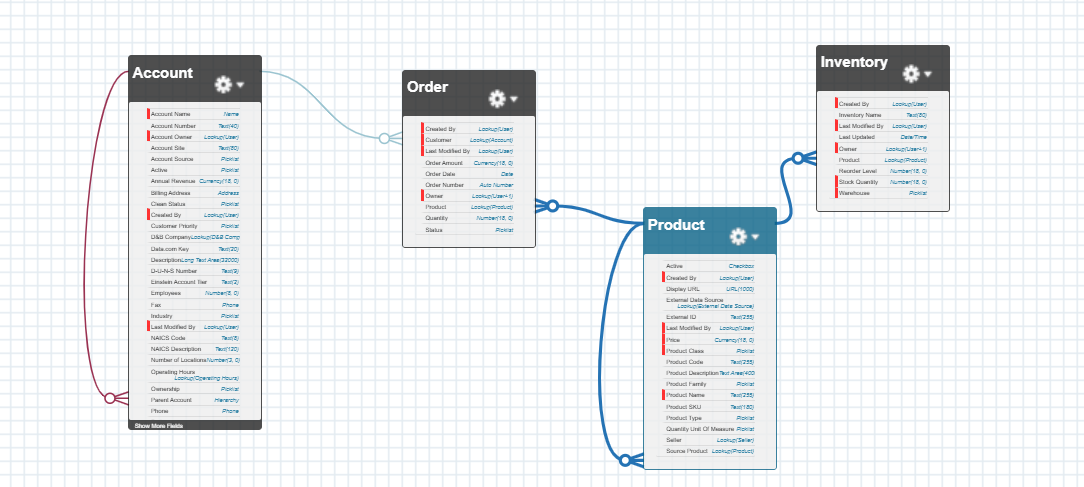 Account
Account Name Name
Account Number Text(40)
Account Owner Lookup(User)
Account Site Text(80)
Account Source Picklist
Active Picklist
Annual Revenue Currency(18, 0)
Billing Address Address
Clean Status Picklist
Created By Lookup(User)
Customer Priority Picklist
D&B Company Lookup(D&B Comp
Data.com Key Text(20)
Description Long Text Area(32000)
D-U-N-S Number Text(9)
Einstein Account Tier Text(2)
Employees Number(8, 0)
Fax Phone
Industry Picklist
Last Modified By Lookup(User)
NAICS Code Text(8)
NAICS Description Text(120)
Number of Locations Number(3, 0)
Operating Hours
Lookup(Operating Hours)
Ownership Picklist
Parent Account Hierarchy
Phone Phone
Show More Fields
Order
Created By Lookup(User)
Customer Lookup(Account)
Last Modified By Lookup(User)
Order Amount Currency(18, 0)
Order Date Date
Order Number Auto Number
Owner Lookup(User+1)
Product Lookup(Product)
Quantity Number(18, 0)
Status Picklist
Product
Active Checkbox
Created By Lookup(User)
Display URL URL(1000)
External Data Source
Lookup(External Data Source)
External ID Text(255)
Last Modified By Lookup(User)
Price Currency(18, 0)
Product Class Picklist
Product Code Text(255)
Product Description Text Area(400
Product Family Picklist
Product Name Text(255)
Product SKU Text(180)
Product Type Picklist
Quantity Unit Of Measure Picklist
Seller Lookup(Seller)
Source Product Lookup(Product)
Inventory
Created By Lookup(User)
Inventory Name Text(80)
Last Modified By Lookup(User)
Last Updated Date/Time
Owner Lookup(User+1)
Product Lookup(Product)
Reorder Level Number(18, 0)
Stock Quantity Number(18, 0)
Warehouse Picklist